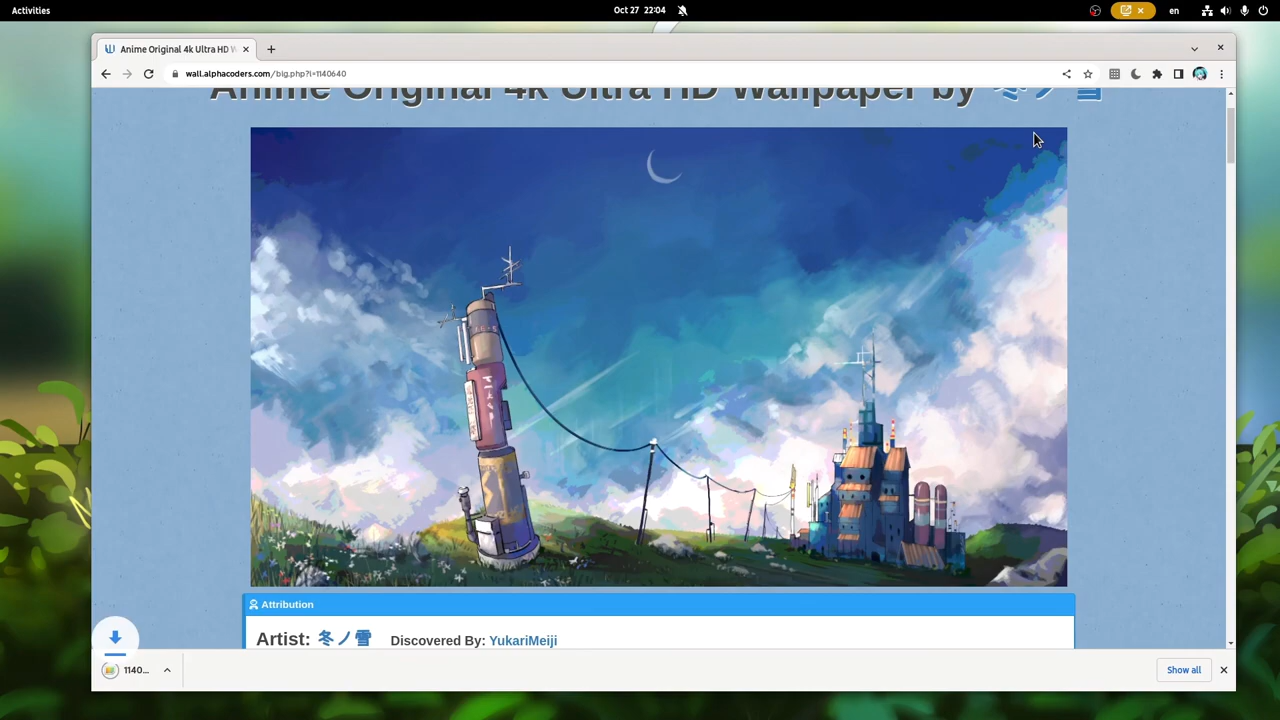 Activities
Oct 27 22:04
en
Anime Original 4k Ultra HD W
wall.alphacoders.com/big.php?i=1140640
Anime Original 4k Ultra HD Wallpaper by 冬ノ雪
Attribution
Artist: 冬ノ雪 Discovered By: YukariMeiji
1140...
Show all